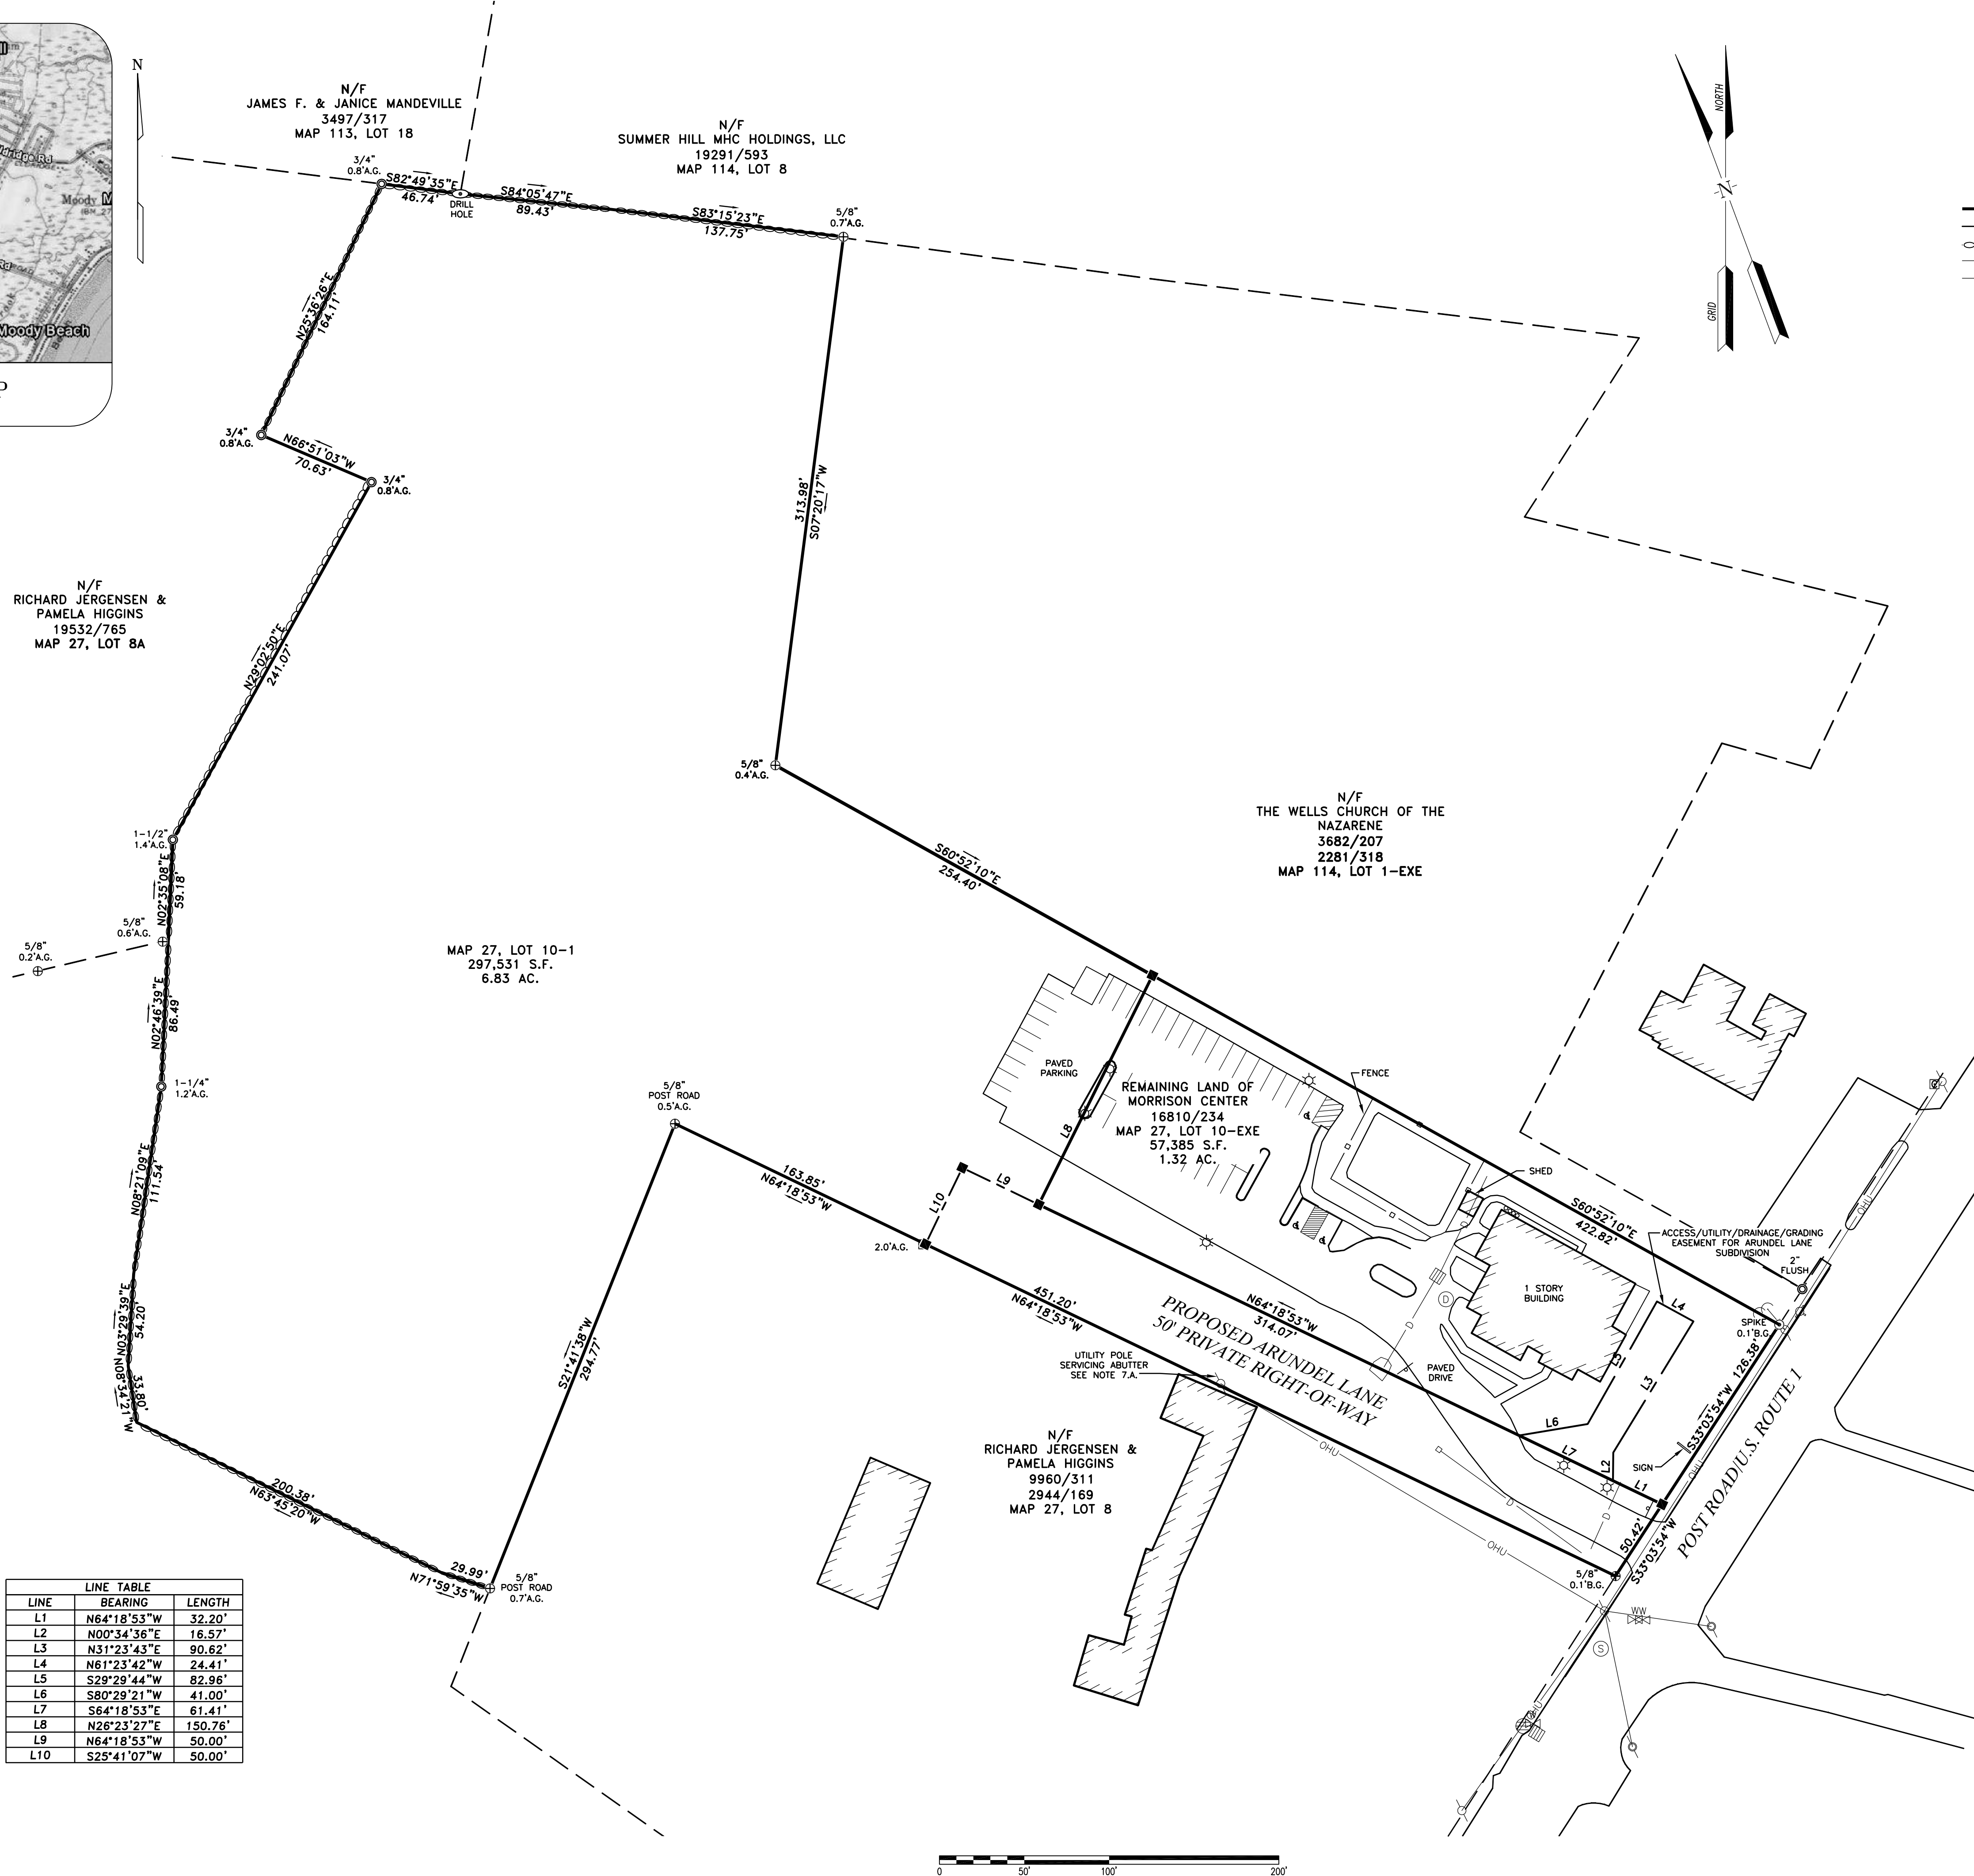 N
ldridge Rd
Moody
Rd
Moody Beach
P
N/F
JAMES F. & JANICE MANDEVILLE
3497/317
MAP 113, LOT 18
N/F
SUMMER HILL MHC HOLDINGS, LLC
19291/593
MAP 114, LOT 8
3/4"
0.8'A.G.
S82°49'35"E
46.74'
DRILL
HOLE
S84°05'47"E
89.43'
S83°15'23"E
137.75'
5/8"
0.7'A.G.
NORTH
N
GRID
N25°36'26"E
164.11'
3/4"
0.8'A.G.
N66°51'03"W
70.63'
3/4"
0.8'A.G.
313.98'
S07°20'17"W
N/F
RICHARD JERGENSEN &
PAMELA HIGGINS
19532/765
MAP 27, LOT 8A
N29°02'50"E
241.07'
5/8"
0.4'A.G.
N/F
THE WELLS CHURCH OF THE
NAZARENE
3682/207
2281/318
MAP 114, LOT 1-EXE
S60°52'10"E
254.40'
1-1/2"
1.4'A.G.
N02°35'08"E
59.18'
5/8"
0.6'A.G.
5/8"
0.2'A.G.
MAP 27, LOT 10-1
297,531 S.F.
6.83 AC.
N02°46'39"E
86.49'
1-1/4"
1.2'A.G.
5/8"
POST ROAD
0.5'A.G.
PAVED
PARKING
FENCE
REMAINING LAND OF
MORRISON CENTER
16810/234
MAP 27, LOT 10-EXE
57,385 S.F.
1.32 AC.
L8
L9
L10
SHED
N08°21'09"E
111.54'
163.85'
N64°18'53"W
2.0'A.G.
S60°52'10"E
422.82'
ACCESS/UTILITY/DRAINAGE/GRADING
EASEMENT FOR ARUNDEL LANE
SUBDIVISION
2"
FLUSH
OHU
1 STORY
BUILDING
D
D
D
L4
SPIKE
0.1'B.G.
N03°29'39"E
54.20'
451.20'
N64°18'53"W
N64°18'53"W
314.07'
PROPOSED ARUNDEL LANE
50' PRIVATE RIGHT-OF-WAY
UTILITY POLE
SERVICING ABUTTER
SEE NOTE 7.A.
PAVED
DRIVE
L5
L3
S33°03'54"W 126.38'
S21°41'38"W
294.77'
N08°34'21"W
33.80'
N/F
RICHARD JERGENSEN &
PAMELA HIGGINS
9960/311
2944/169
MAP 27, LOT 8
L6
L7
L2
L1
SIGN
OHU
OHU
OHU
D
D
POST ROAD/U.S. ROUTE 1
200.38'
N63°45'20"W
50.42'
S33°03'54"W
29.99'
N71°59'35"W
5/8"
POST ROAD
0.7'A.G.
5/8"
0.1'B.G.
WW
S
OHU
LINE TABLE
LINE BEARING LENGTH
L1 N64°18'53"W 32.20'
L2 N00°34'36"E 16.57'
L3 N31°23'43"E 90.62'
L4 N61°23'42"W 24.41'
L5 S29°29'44"W 82.96'
L6 S80°29'21"W 41.00'
L7 S64°18'53"E 61.41'
L8 N26°23'27"E 150.76'
L9 N64°18'53"W 50.00'
L10 S25°41'07"W 50.00'
0 50' 100' 200'